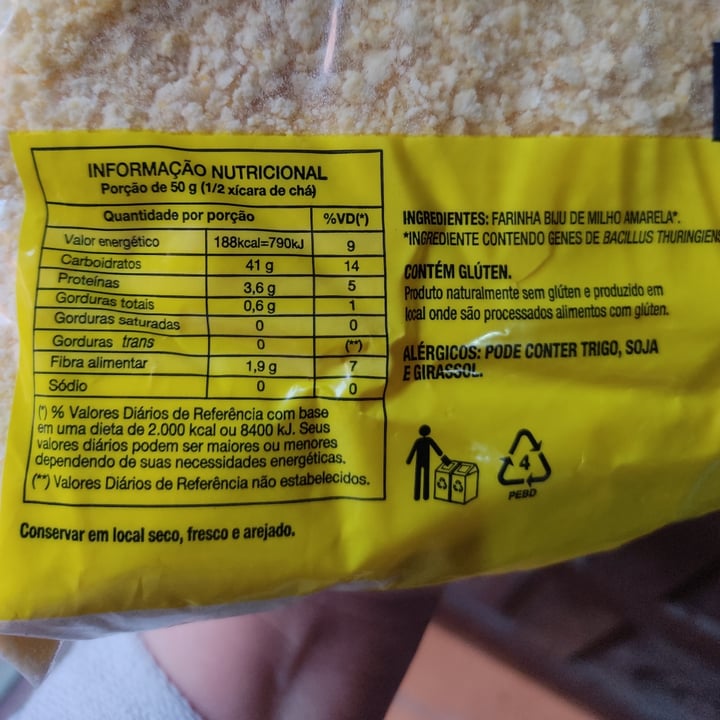 INFORMAÇÃO NUTRICIONAL
Porção de 50 g (1/2 xícara de chá)
Quantidade por porção %VD(*)
Valor energético 188kcal=790kJ 9
Carboidratos 41 g 14
Proteínas 3,6 g 5
Gorduras totais 0,6 g 1
Gorduras saturadas 0 0
Gorduras trans 0 (**)
Fibra alimentar 1,9 g 7
Sódio 0 0
(*) % Valores Diários de Referência com base
em uma dieta de 2.000 kcal ou 8400 kJ. Seus
valores diários podem ser maiores ou menores
dependendo de suas necessidades energéticas.
(**) Valores Diários de Referência não estabelecidos.
Conservar em local seco, fresco e arejado.
INGREDIENTES: FARINHA BIJU DE MILHO AMARELA*.
*INGREDIENTE CONTENDO GENES DE BACILLUS THURINGIENS
CONTÉM GLÚTEN.
Produto naturalmente sem glúten e produzido em
local onde são processados alimentos com glúten.
ALÉRGICOS: PODE CONTER TRIGO, SOJA
E GIRASSOL.
4
PEBD